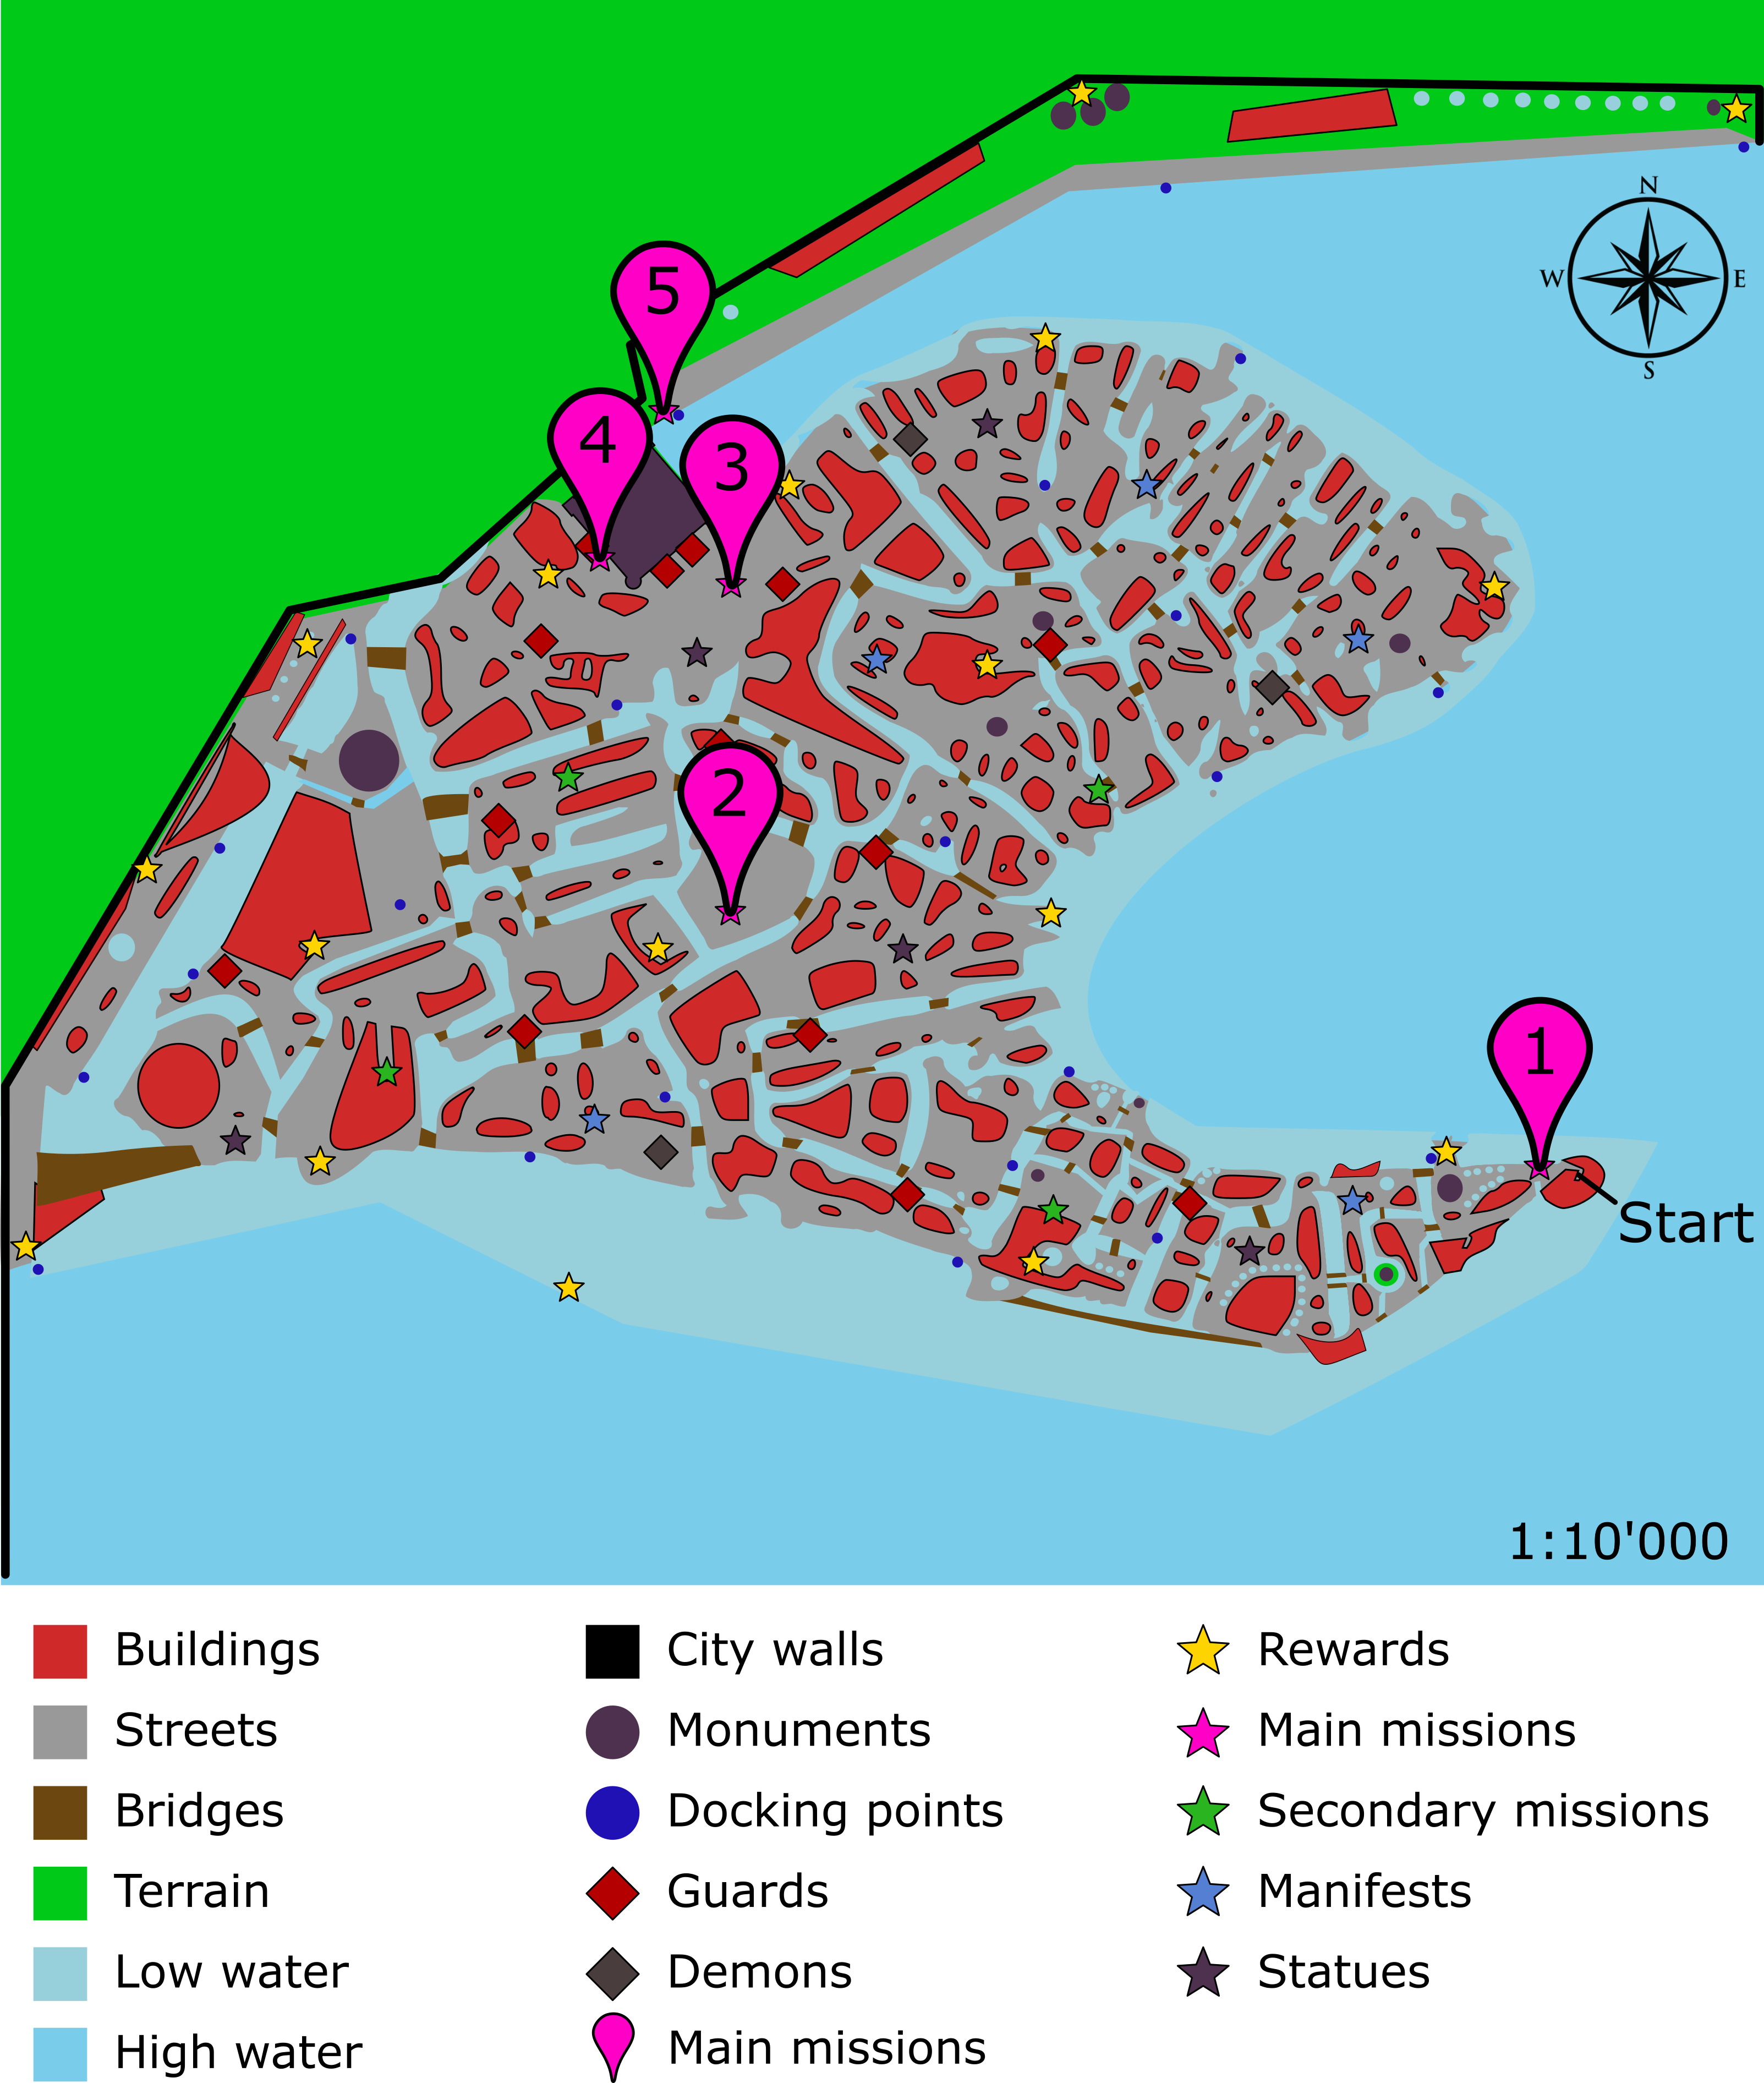 N
W E
S
5
4
3
2
1
Start
1:10'000
Buildings
City walls
Rewards
Streets
Monuments
Main missions
Bridges
Docking points
Secondary missions
Terrain
Guards
Manifests
Low water
Demons
Statues
High water
Main missions